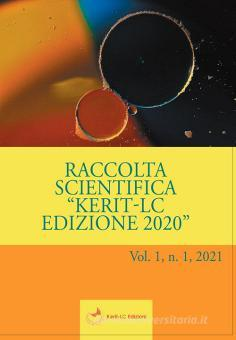 RACCOLTA
SCIENTIFICA
“KERIT-LC
EDIZIONE 2020”
Vol. 1, n. 1, 2021
Kerit-LC Edizioni